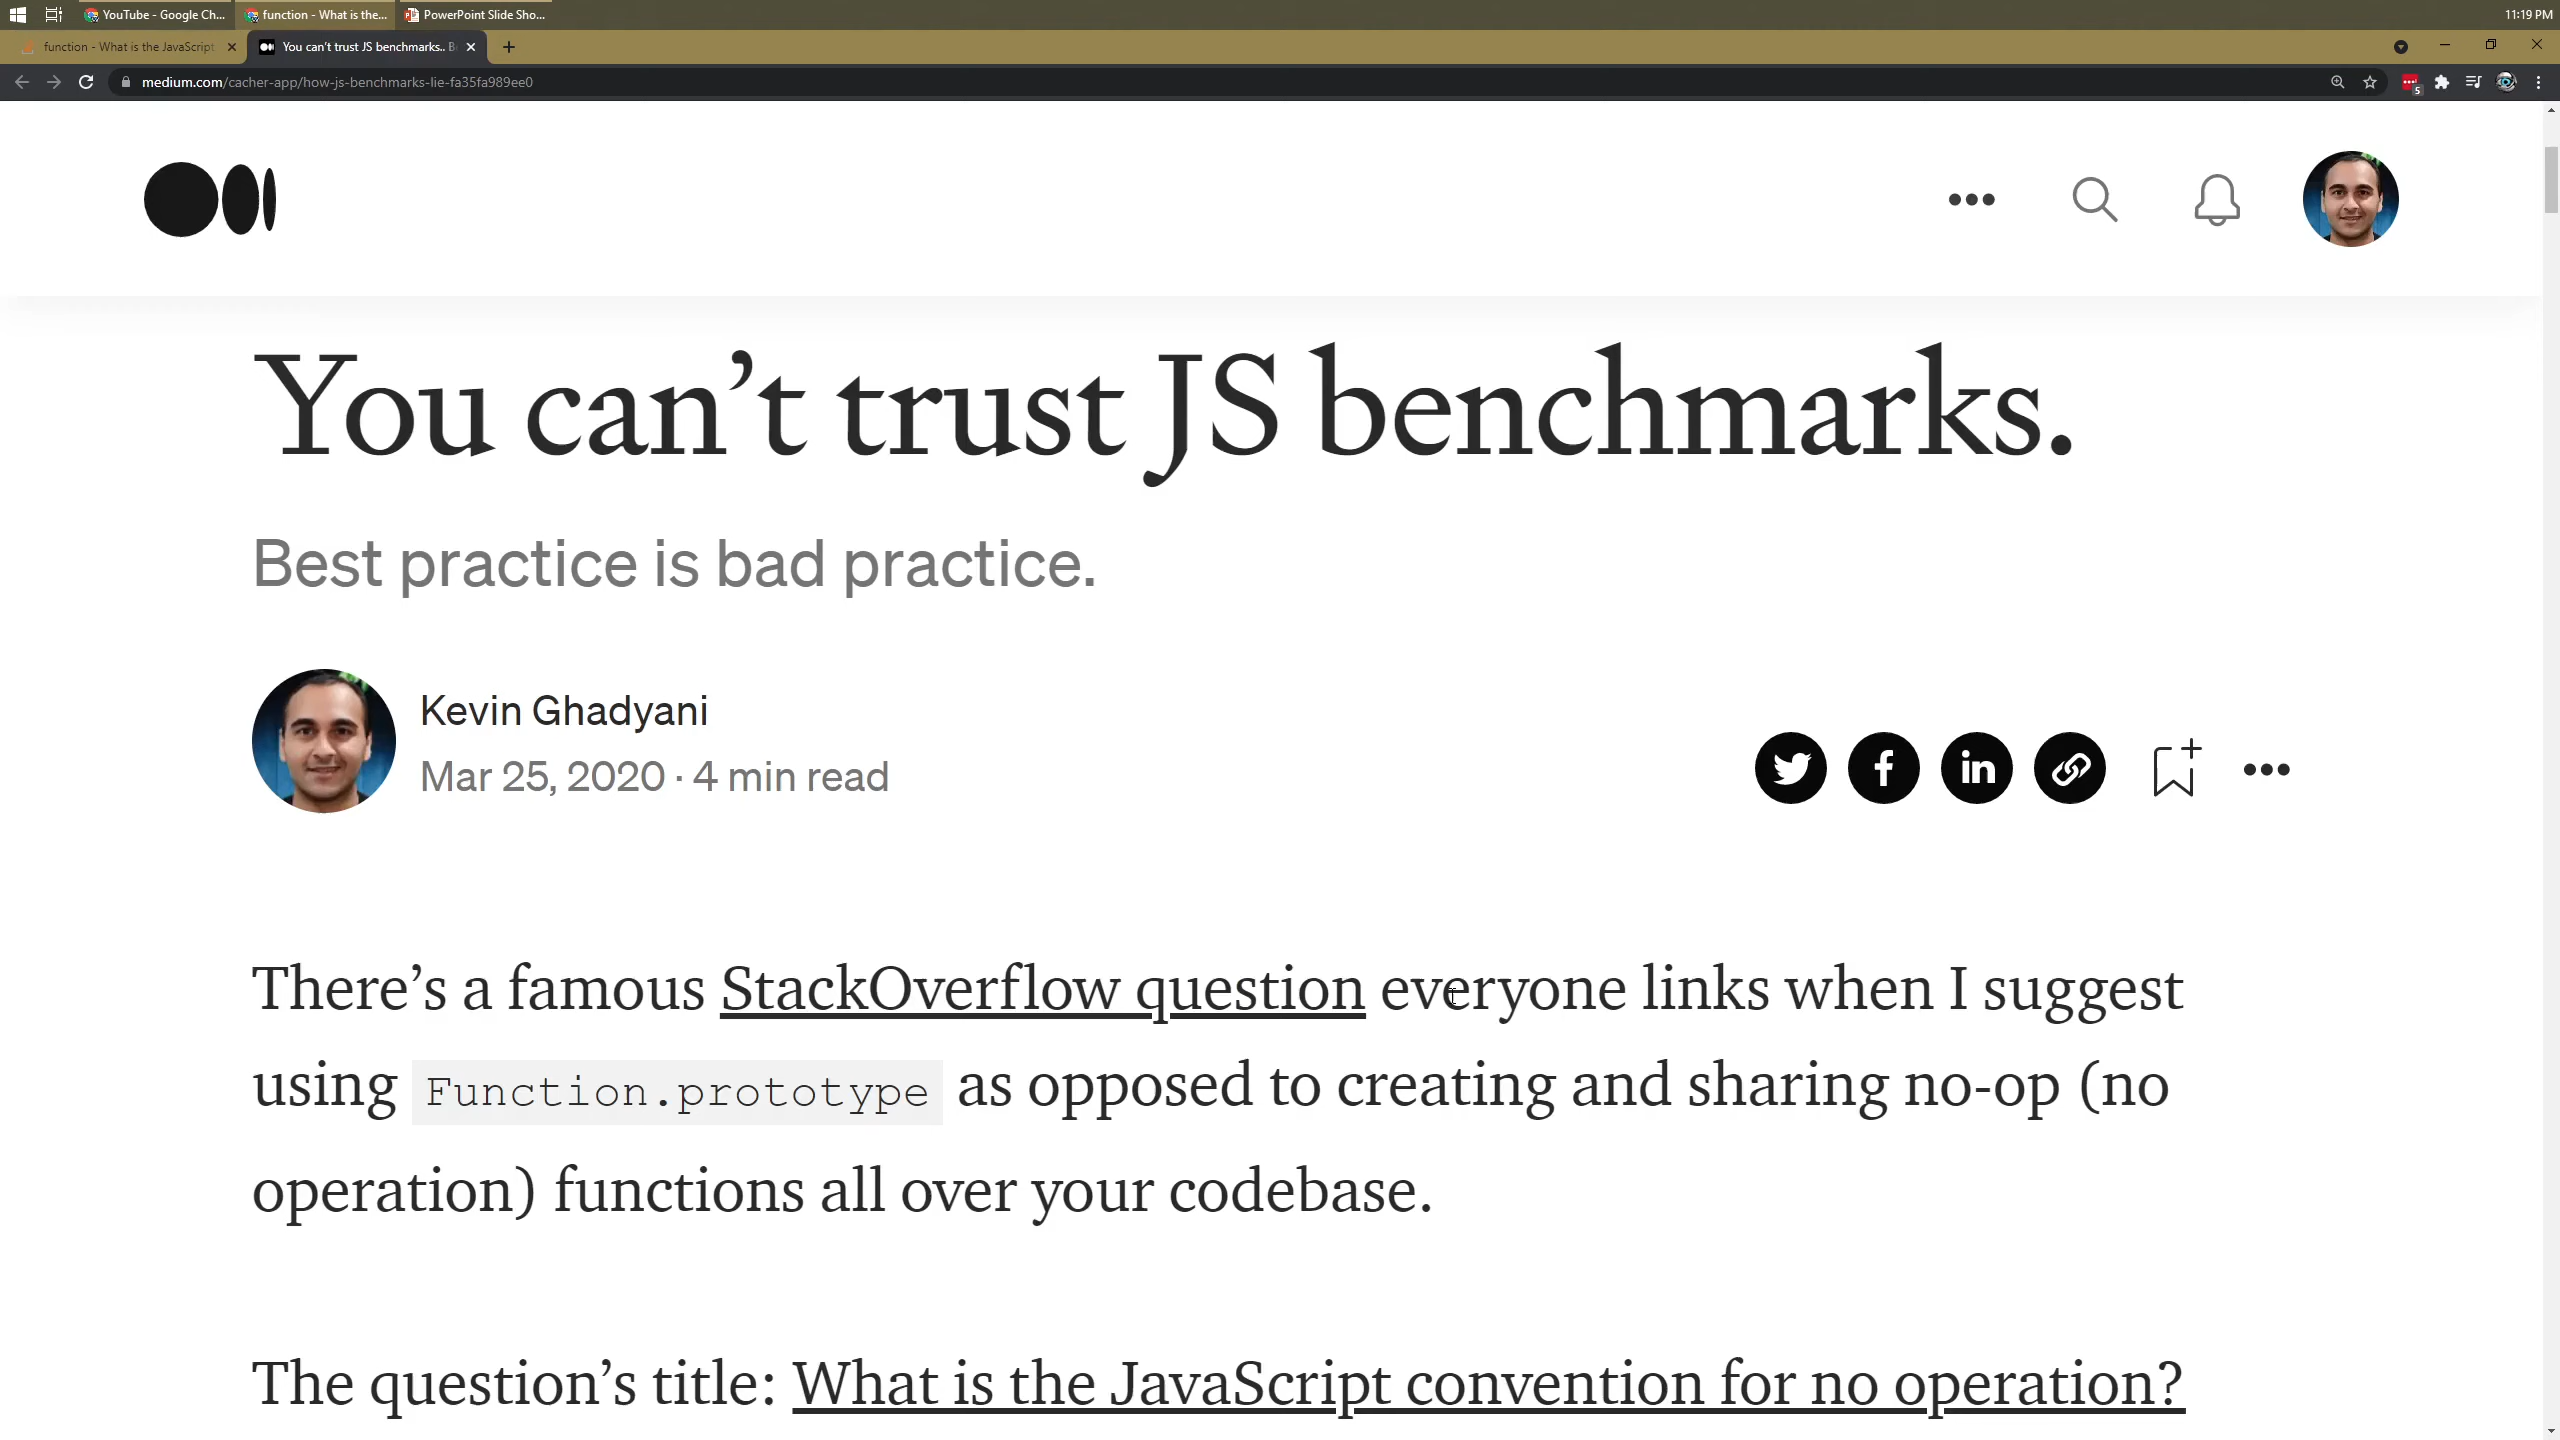 YouTube - Google Ch...
function - What is the...
PowerPoint Slide Sho...
11:19 PM
function - What is the JavaScript
You can't trust JS benchmarks.. B
medium.com/cacher-app/how-js-benchmarks-lie-fa35fa989ee0
5
You can’t trust JS benchmarks.
Best practice is bad practice.
Kevin Ghadyani
Mar 25, 2020 · 4 min read
There’s a famous StackOverflow question everyone links when I suggest
using Function.prototype as opposed to creating and sharing no-op (no
operation) functions all over your codebase.
The question’s title: What is the JavaScript convention for no operation?